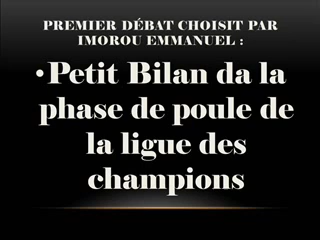 PREMIER DÉBAT CHOISIT PAR
IMOROU EMMANUEL :
•Petit Bilan da la
phase de poule de
la ligue des
champions